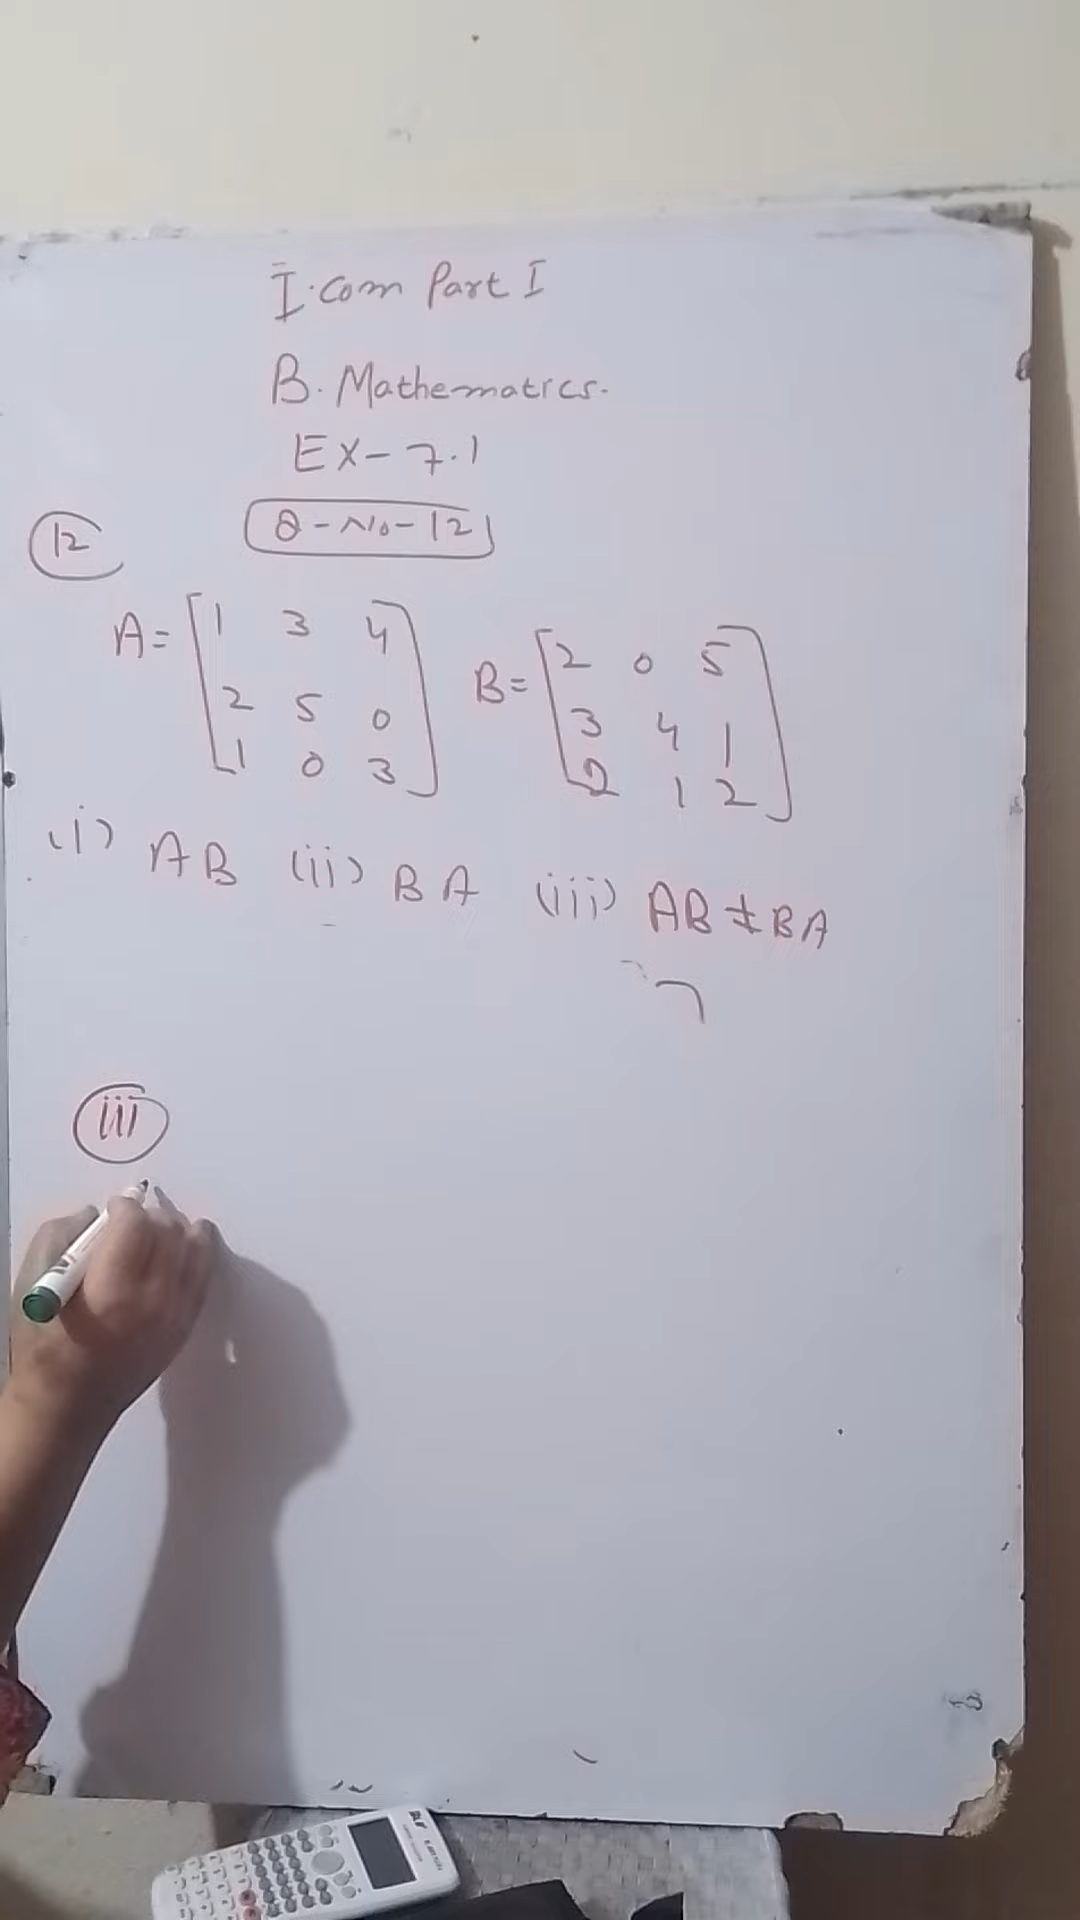 I.com Part I
B. Mathematics.
EX-7.1
Q-No-12
12
A= [1 3 4
2 5 0
1 0 3]
B= [2 0 5
3 4 1
2 1 2]
(i) AB (ii) BA (iii) AB ≠ BA
iii